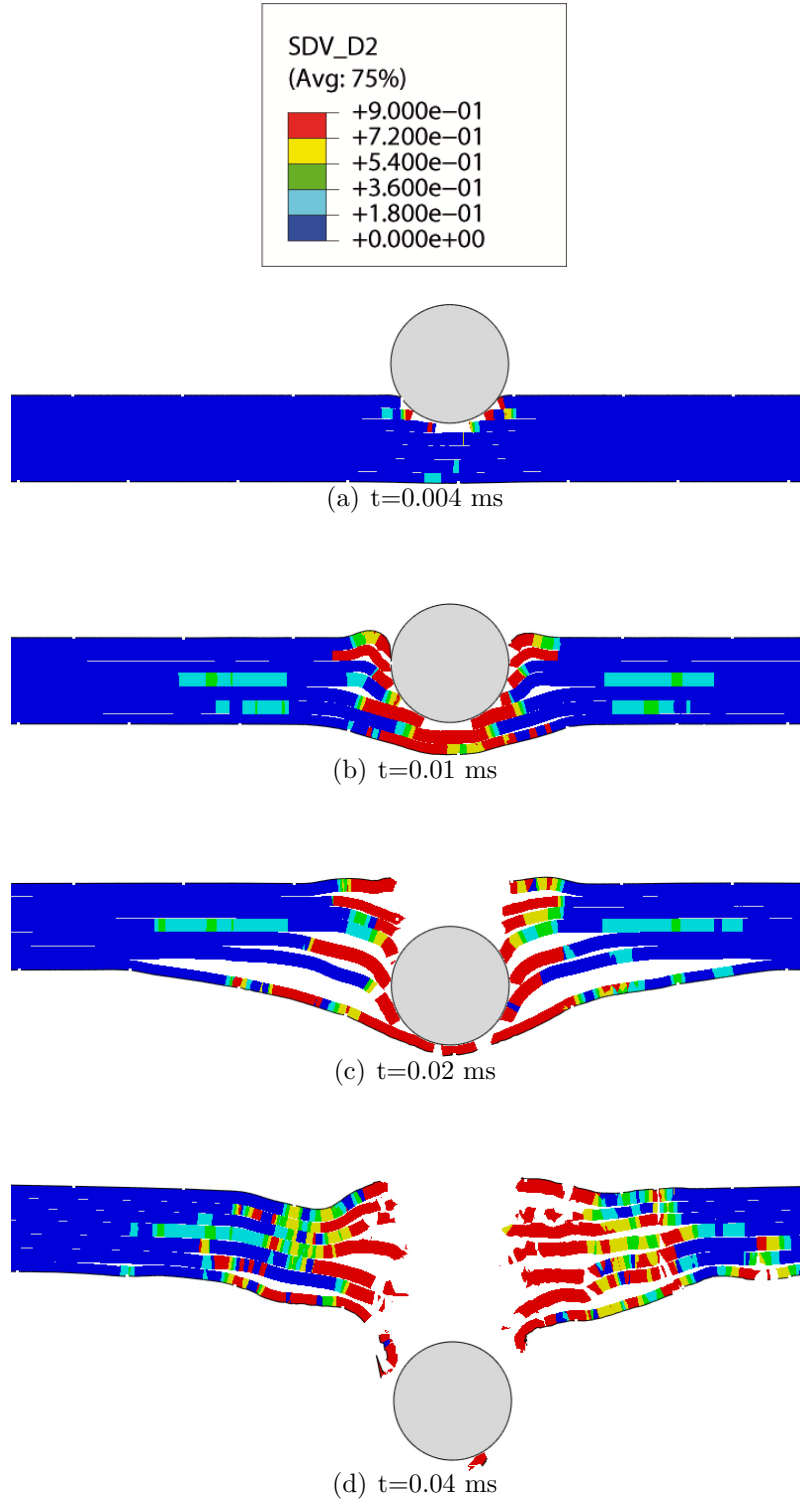 SDV_D2
(Avg: 75%)
+9.000e−01
+7.200e−01
+5.400e−01
+3.600e−01
+1.800e−01
+0.000e+00
(a) t=0.004 ms
(b) t=0.01 ms
(c) t=0.02 ms
(d) t=0.04 ms